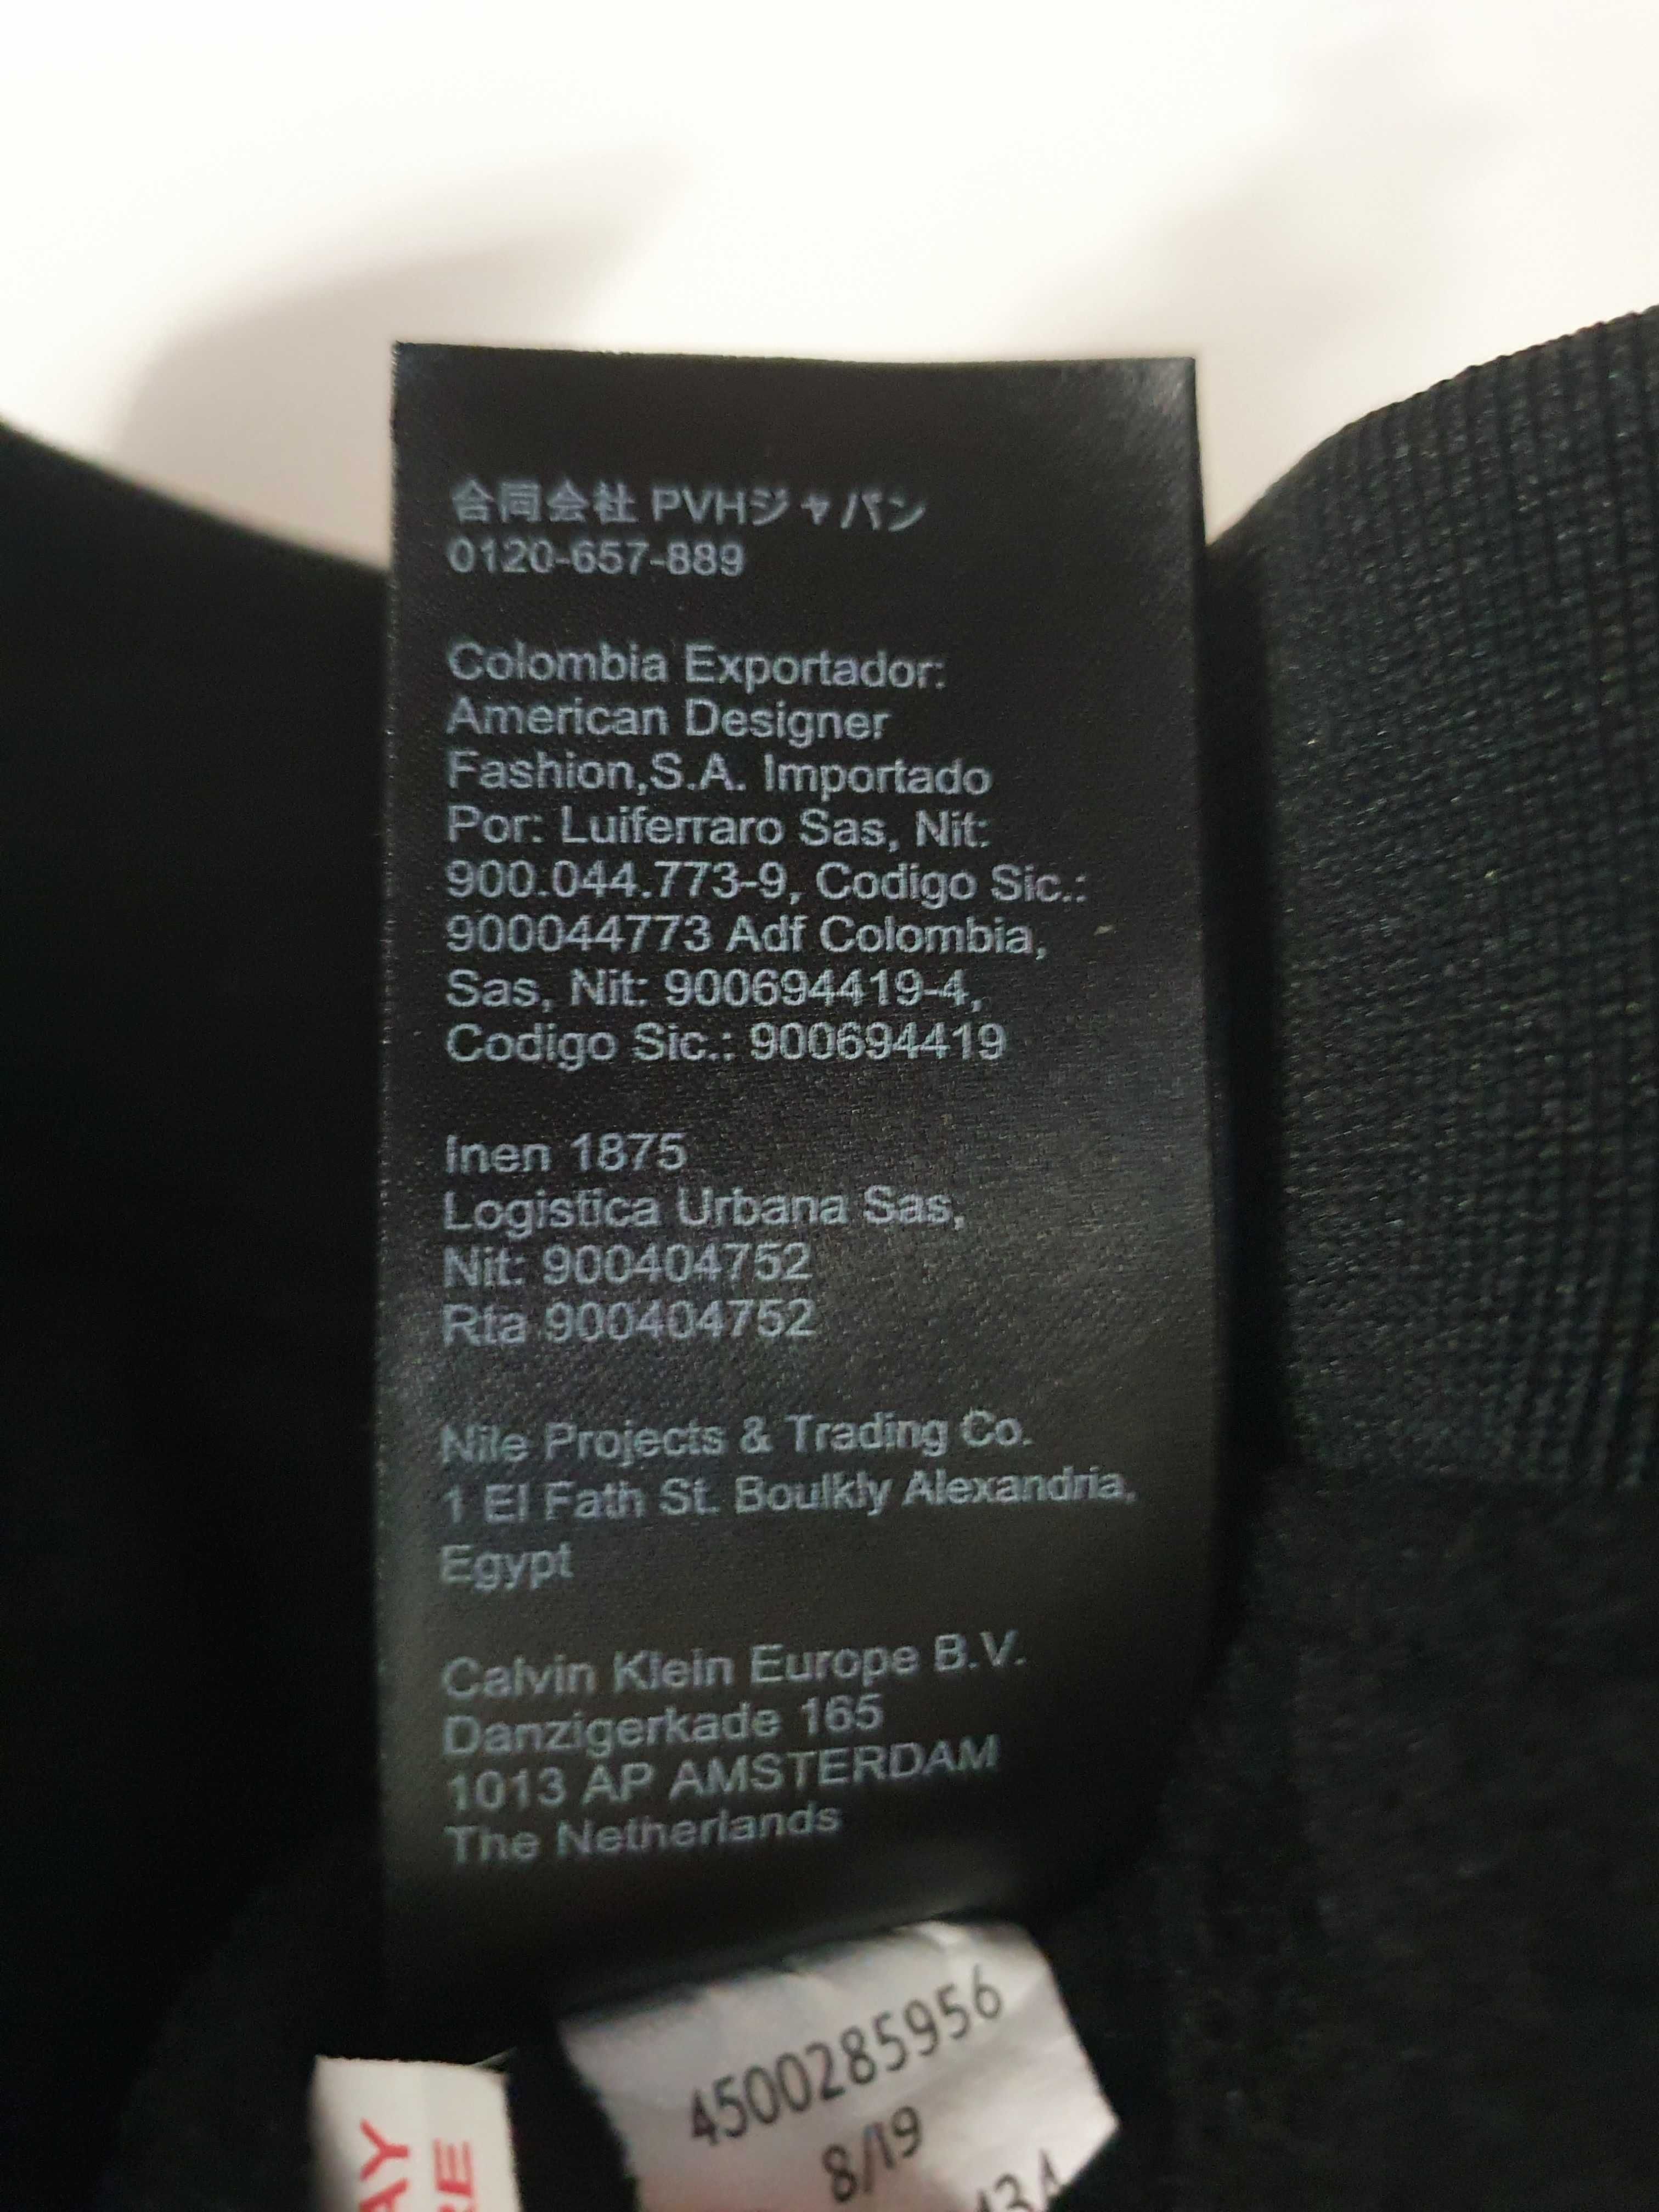 合同会社 PVHジャパン
0120-657-889
Colombia Exportador:
American Designer
Fashion,S.A. Importado
Por: Luiferraro Sas, Nit:
900.044.773-9, Codigo Sic.:
900044773 Adf Colombia,
Sas, Nit: 900694419-4,
Codigo Sic.: 900694419
Inen 1875
Logistica Urbana Sas,
Nit: 900404752
Rta 900404752
Nile Projects & Trading Co.
1 El Fath St. Boulkly Alexandria,
Egypt
Calvin Klein Europe B.V.
Danzigerkade 165
1013 AP AMSTERDAM
The Netherlands
4500285956
8/19